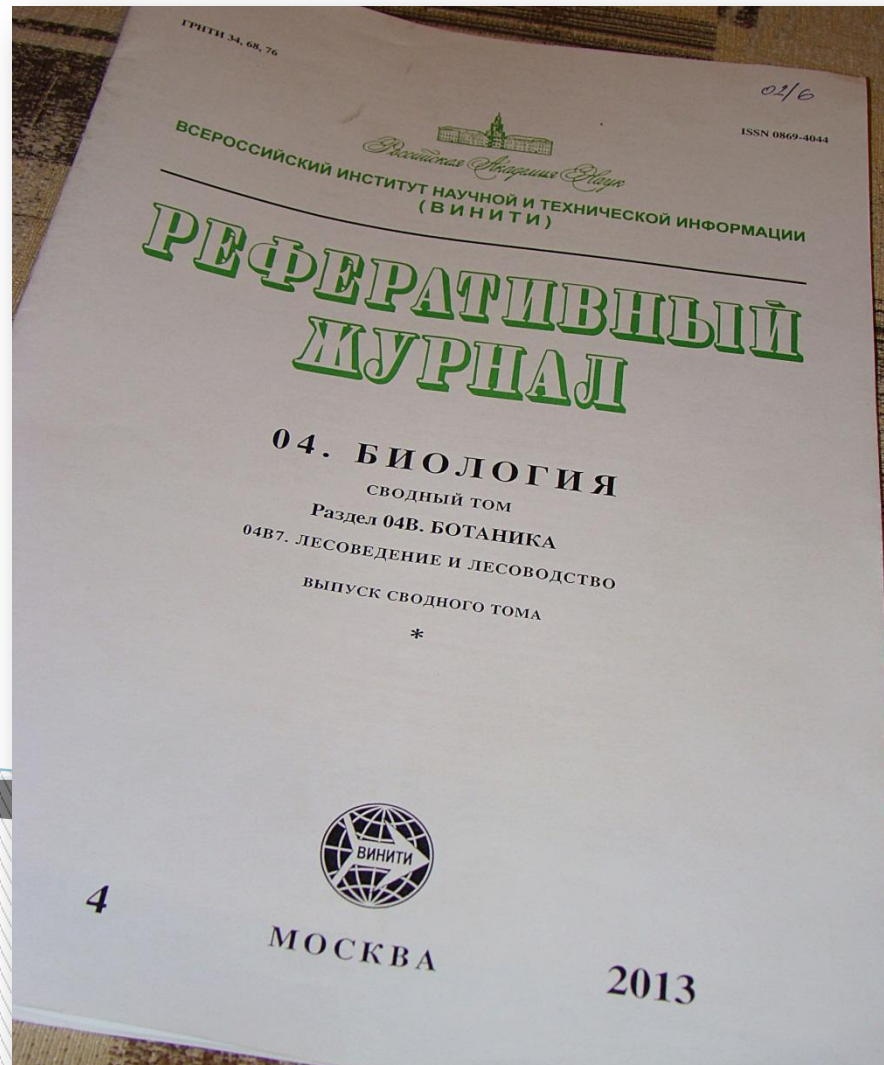 ГРНТИ 34, 68, 76
02/6
ISSN 0869-4044
Российская Академия Наук
ВСЕРОССИЙСКИЙ ИНСТИТУТ НАУЧНОЙ И ТЕХНИЧЕСКОЙ ИНФОРМАЦИИ
(ВИНИТИ)
РЕФЕРАТИВНЫЙ
ЖУРНАЛ
04. БИОЛОГИЯ
СВОДНЫЙ ТОМ
Раздел 04В. БОТАНИКА
04В7. ЛЕСОВЕДЕНИЕ И ЛЕСОВОДСТВО
ВЫПУСК СВОДНОГО ТОМА
*
ВИНИТИ
4
МОСКВА
2013